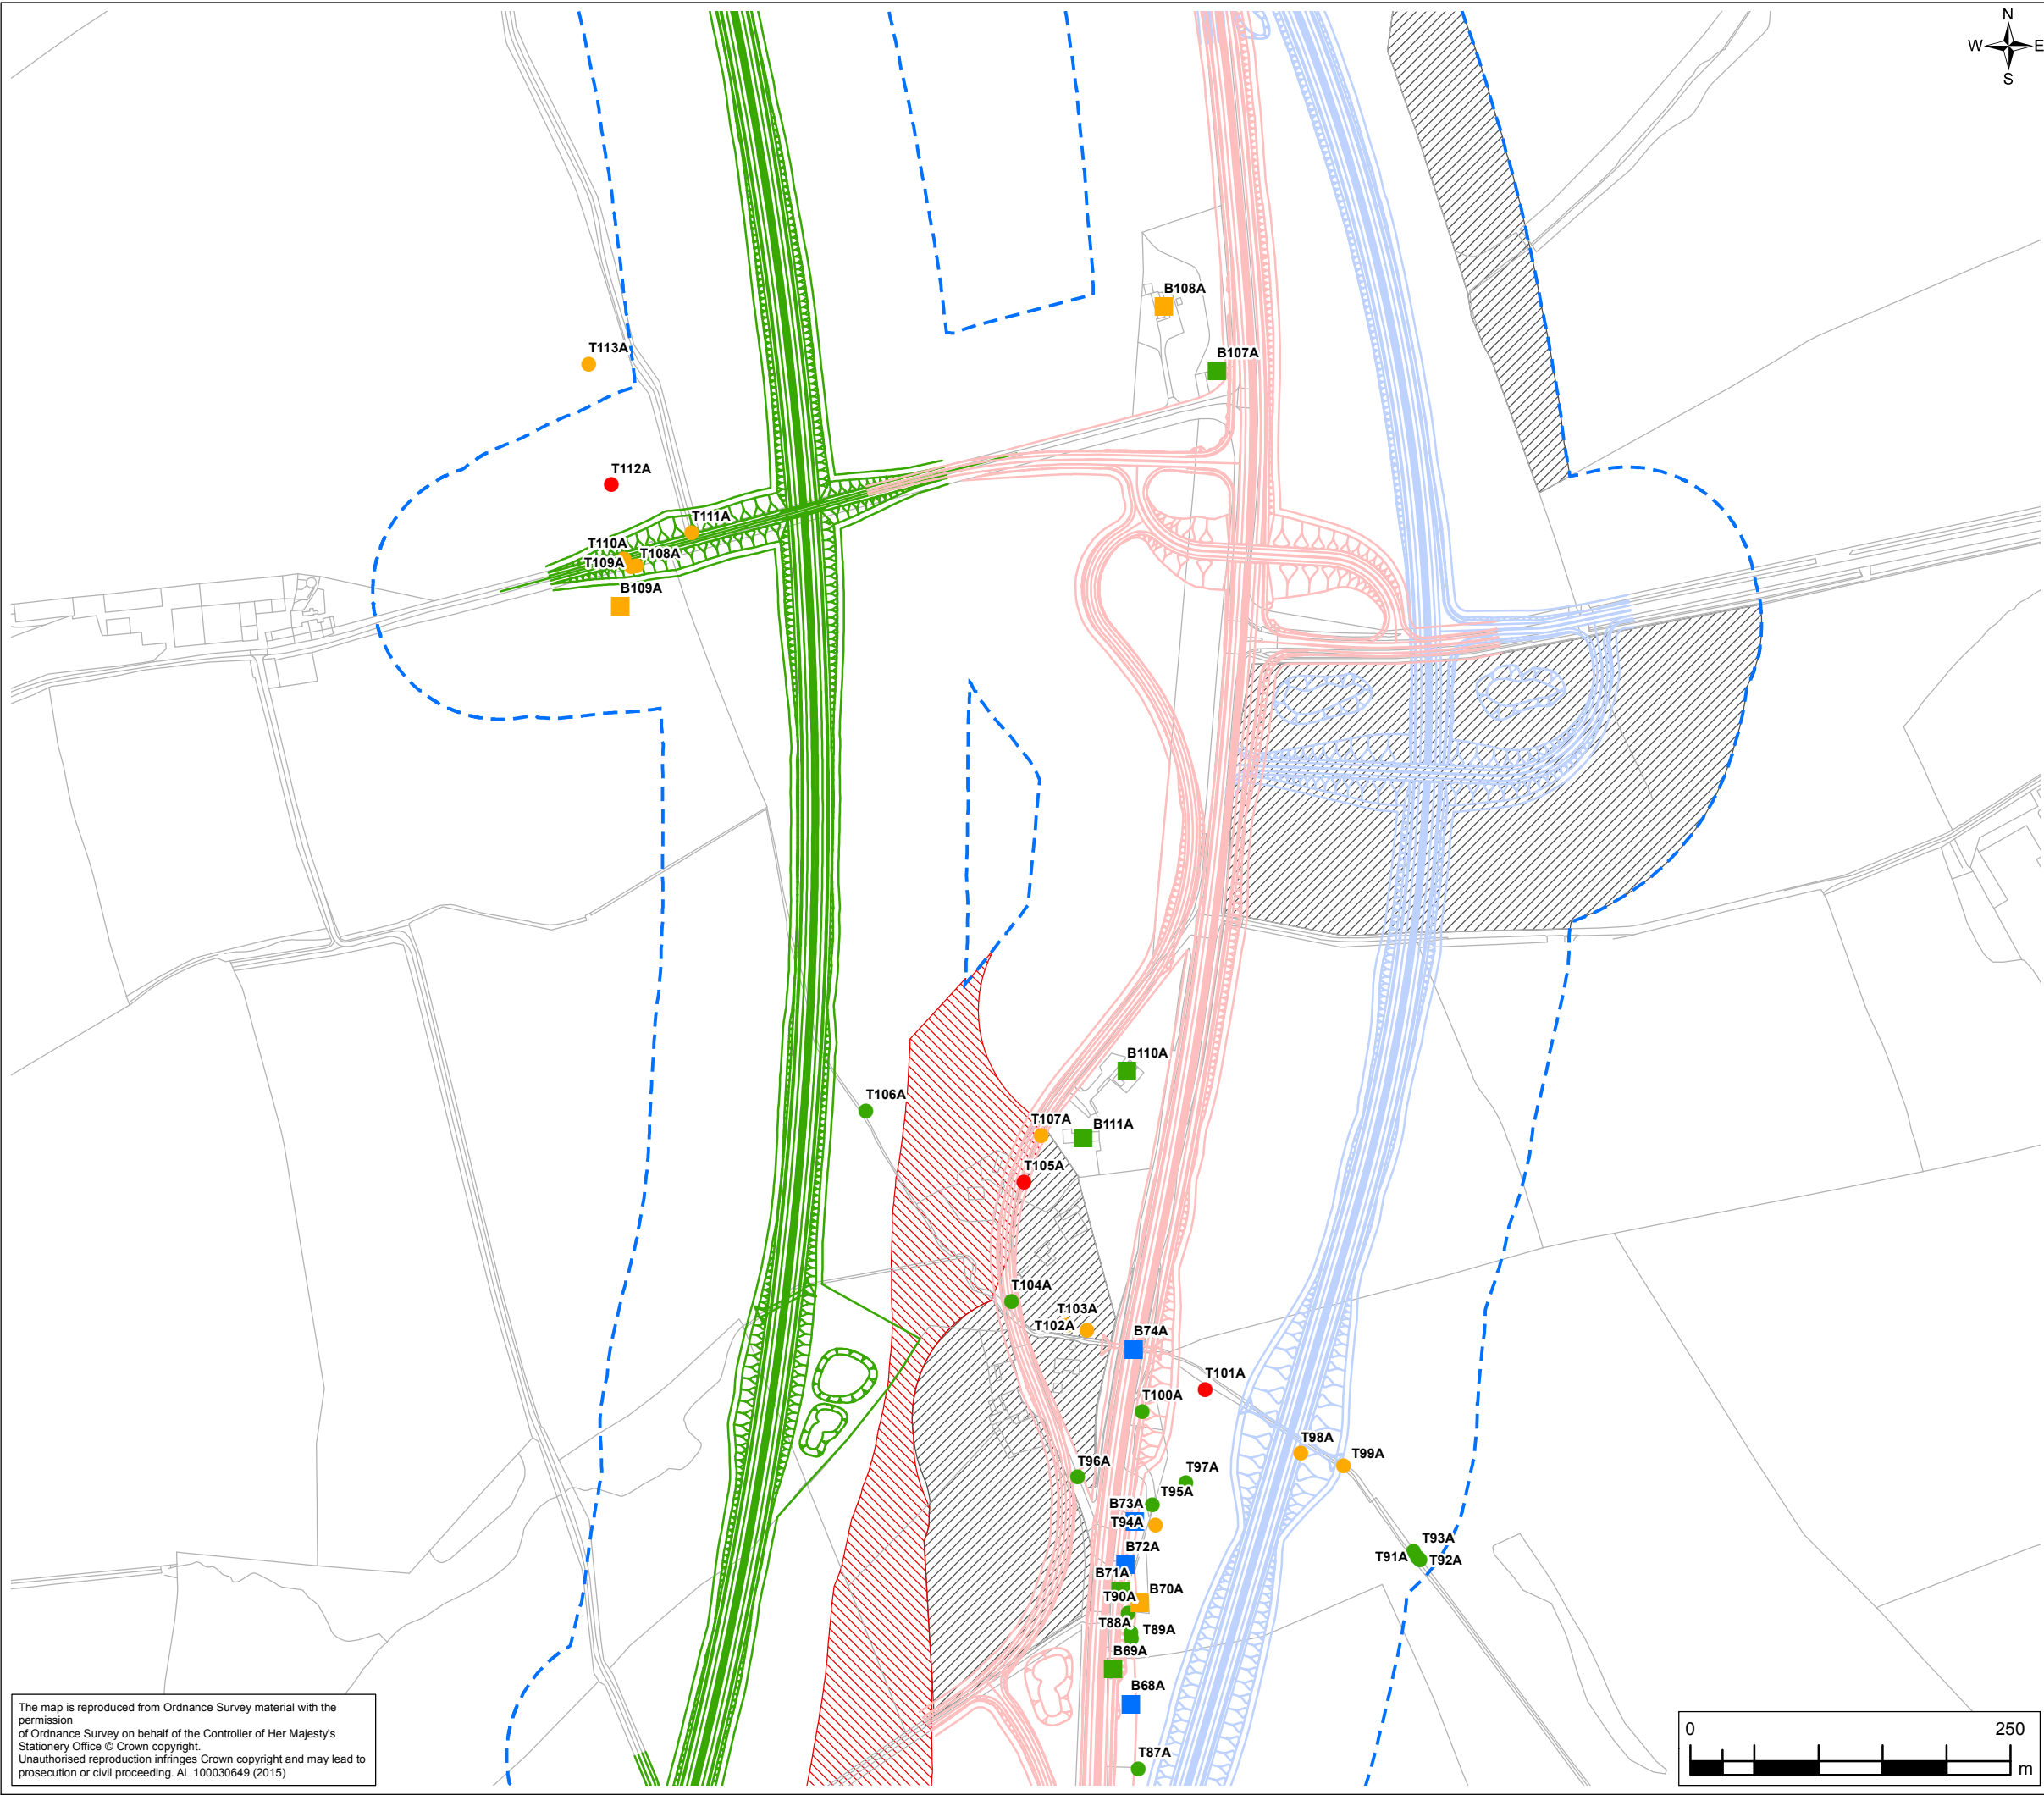 N
W E
S
B108A
T113A
B107A
T112A
T111A
T110A
T108A
T109A
B109A
B110A
T106A
T107A
B111A
T105A
T104A
T103A
T102A
B74A
T101A
T100A
T98A
T99A
T96A
T97A
T95A
B73A
T94A
T93A
B72A
T91A
T92A
B71A
B70A
T90A
T88A
T89A
B69A
B68A
T87A
The map is reproduced from Ordnance Survey material with the
permission
of Ordnance Survey on behalf of the Controller of Her Majesty's
Stationery Office © Crown copyright.
Unauthorised reproduction infringes Crown copyright and may lead to
prosecution or civil proceeding. AL 100030649 (2015)
0 250
m